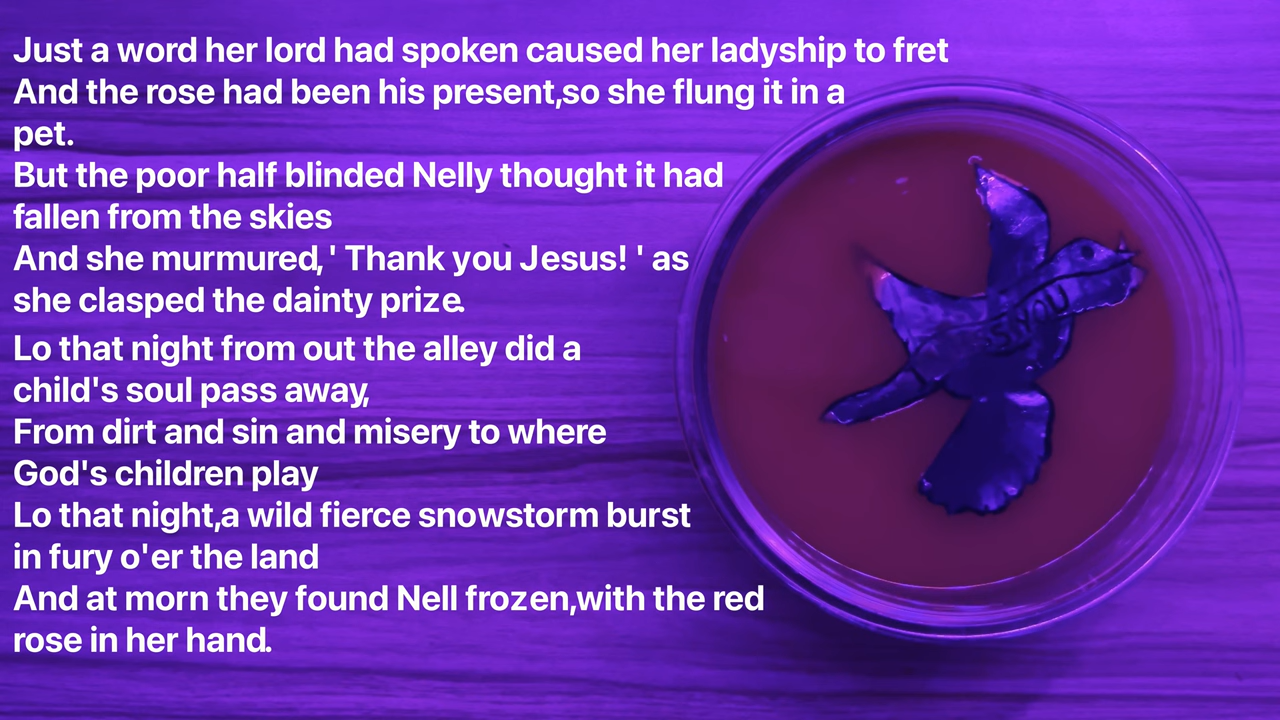 Just a word her lord had spoken caused her ladyship to fret
And the rose had been his present,so she flung it in a
pet.
But the poor half blinded Nelly thought it had
fallen from the skies
And she murmured, ' Thank you Jesus! ' as
she clasped the dainty prize.
Lo that night from out the alley did a
child's soul pass away,
From dirt and sin and misery to where
God's children play
Lo that night,a wild fierce snowstorm burst
in fury o'er the land
And at morn they found Nell frozen,with the red
rose in her hand.